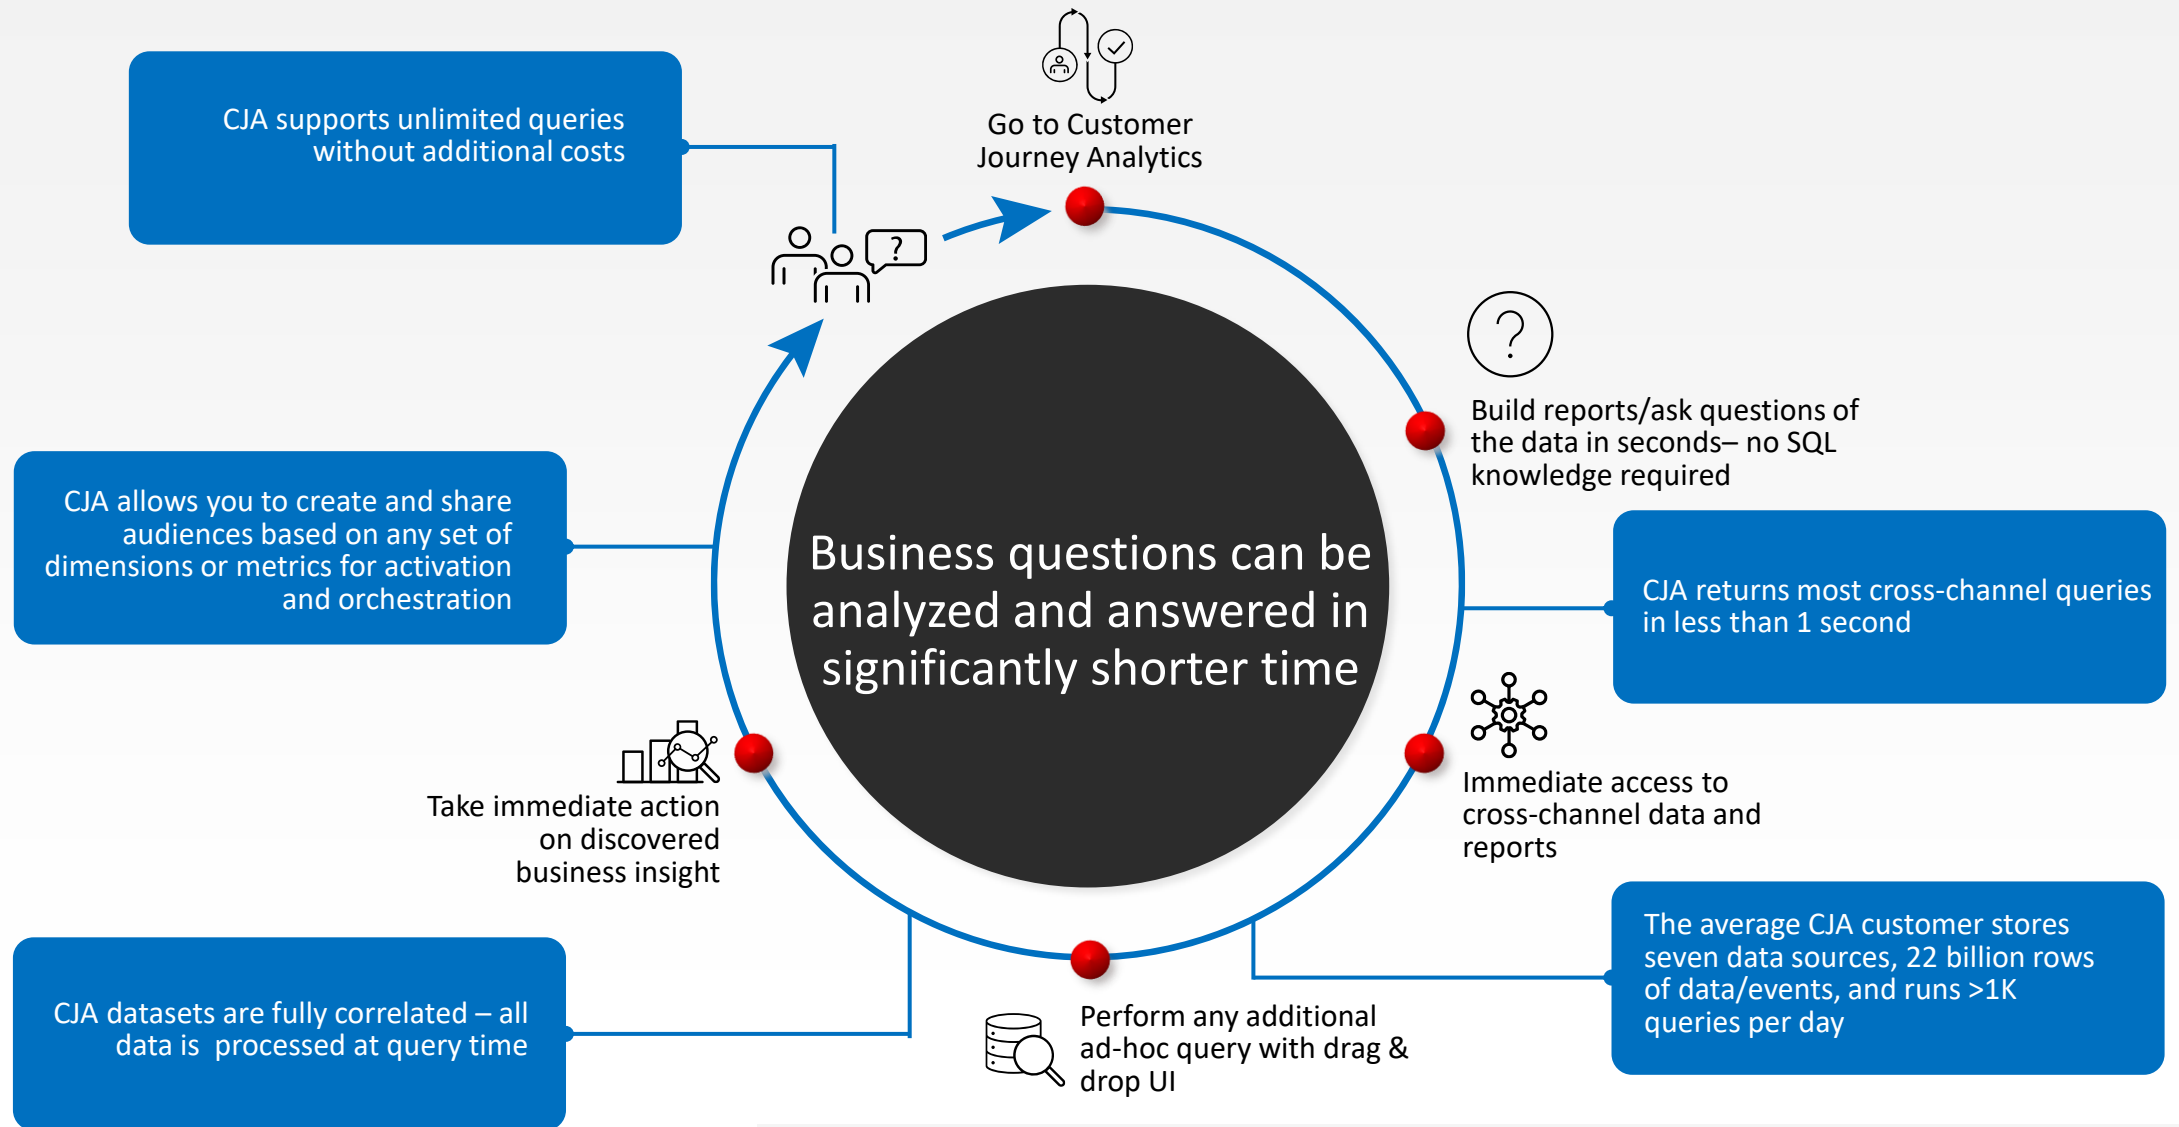 Go to Customer
Journey Analytics
CJA supports unlimited queries
without additional costs
?
?
Build reports/ask questions of
the data in seconds– no SQL
knowledge required
CJA allows you to create and share
audiences based on any set of
dimensions or metrics for activation
and orchestration
Business questions can be
analyzed and answered in
significantly shorter time
CJA returns most cross-channel queries
in less than 1 second
Immediate access to
cross-channel data and
reports
Take immediate action
on discovered
business insight
The average CJA customer stores
seven data sources, 22 billion rows
of data/events, and runs >1K
queries per day
CJA datasets are fully correlated – all
data is  processed at query time
Perform any additional
ad-hoc query with drag &
drop UI